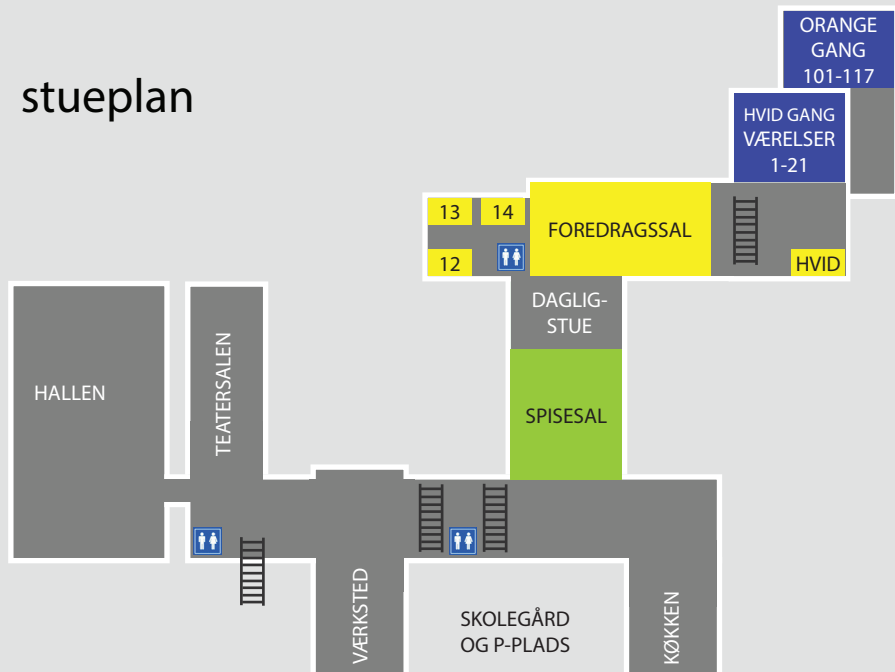 stueplan
ORANGE
GANG
101-117
HVID GANG
VÆRELSER
1-21
13
14
FOREDRAGSSAL
12
HVID
DAGLIG-
STUE
TEATERSALEN
HALLEN
SPISESAL
VÆRKSTED
SKOLEGÅRD
OG P-PLADS
KØKKEN